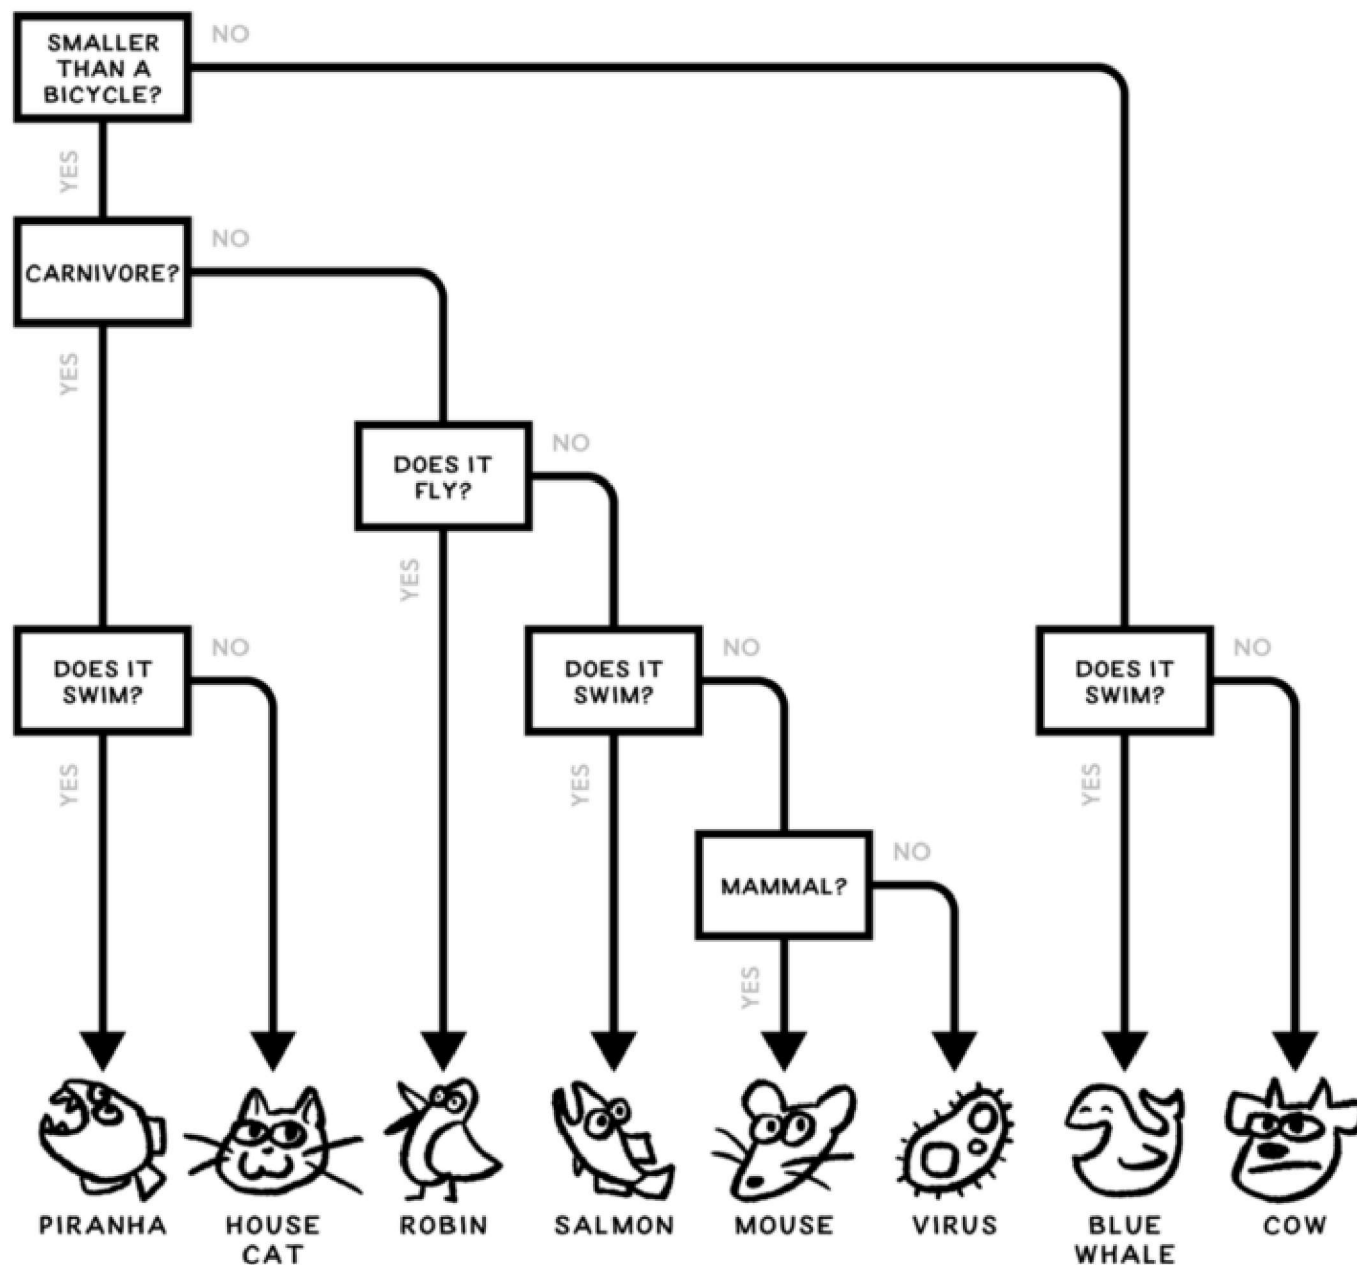 SMALLER
THAN A
BICYCLE?
NO
YES
CARNIVORE?
NO
YES
DOES IT
FLY?
NO
YES
DOES IT
SWIM?
NO
YES
DOES IT
SWIM?
NO
YES
DOES IT
SWIM?
NO
YES
MAMMAL?
NO
YES
PIRANHA
HOUSE
CAT
ROBIN
SALMON
MOUSE
VIRUS
BLUE
WHALE
COW